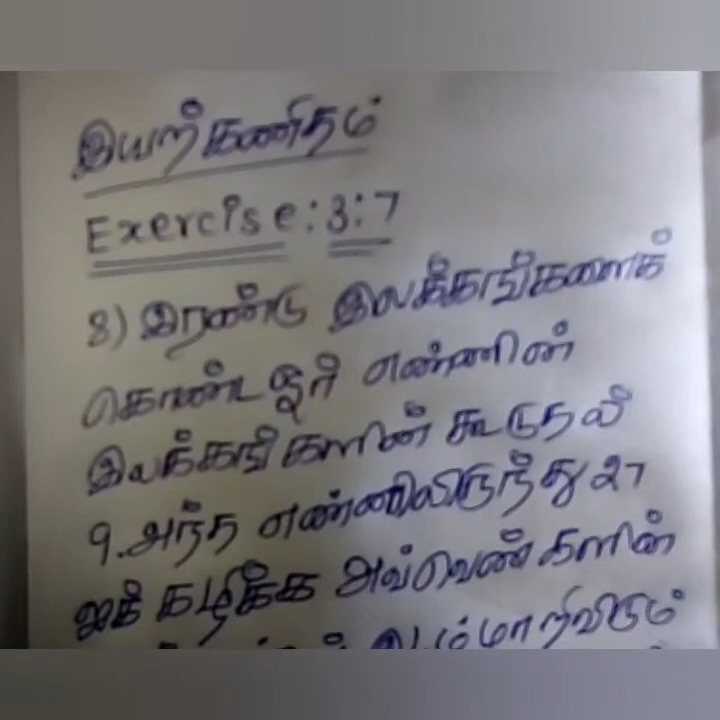 இயற்கணிதம்
Exercise:3:7
8) இரண்டு இலக்கங்களைக்
கொண்ட ஓர் எண்ணின்
இலக்கங்களின் கூடுதல்
9. அந்த எண்ணிலிருந்து 27
ஐக் கழிக்க அவ்வெண்களின்